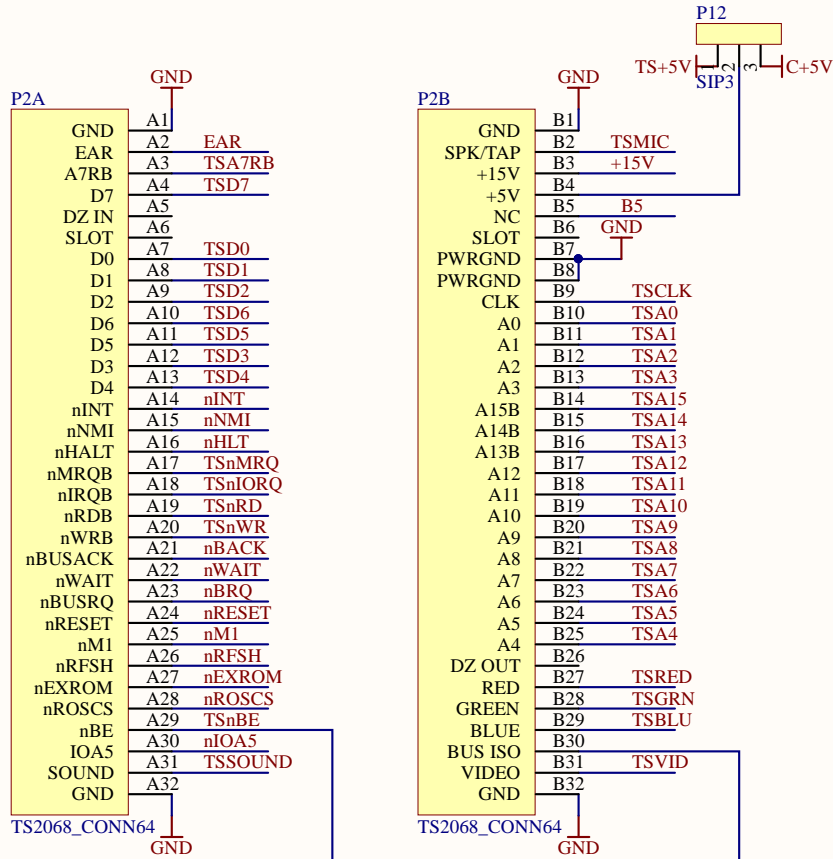 P12
TS+5V 1 2 3 C+5V
SIP3
GND GND
P2A P2B
GND A1
EAR A2 EAR
A7RB A3 TSA7RB
D7 A4 TSD7
DZ IN A5
SLOT A6
D0 A7 TSD0
D1 A8 TSD1
D2 A9 TSD2
D6 A10 TSD6
D5 A11 TSD5
D3 A12 TSD3
D4 A13 TSD4
nINT A14 nINT
nNMI A15 nNMI
nHALT A16 nHLT
nMRQB A17 TSnMRQ
nIRQB A18 TSnIORQ
nRDB A19 TSnRD
nWRB A20 TSnWR
nBUSACK A21 nBACK
nWAIT A22 nWAIT
nBUSRQ A23 nBRQ
nRESET A24 nRESET
nM1 A25 nM1
nRFSH A26 nRFSH
nEXROM A27 nEXROM
nROSCS A28 nROSCS
nBE A29 TSnBE
IOA5 A30 nIOA5
SOUND A31 TSSOUND
GND A32
TS2068_CONN64
GND
GND B1
SPK/TAP B2 TSMIC
+15V B3 +15V
+5V B4
NC B5 B5
SLOT B6
GND
PWRGND B7
PWRGND B8
CLK B9 TSCLK
A0 B10 TSA0
A1 B11 TSA1
A2 B12 TSA2
A3 B13 TSA3
A15B B14 TSA15
A14B B15 TSA14
A13B B16 TSA13
A12 B17 TSA12
A11 B18 TSA11
A10 B19 TSA10
A9 B20 TSA9
A8 B21 TSA8
A7 B22 TSA7
A6 B23 TSA6
A5 B24 TSA5
A4 B25 TSA4
DZ OUT B26
RED B27 TSRED
GREEN B28 TSGRN
BLUE B29 TSBLU
BUS ISO B30
VIDEO B31 TSVID
GND B32
TS2068_CONN64
GND